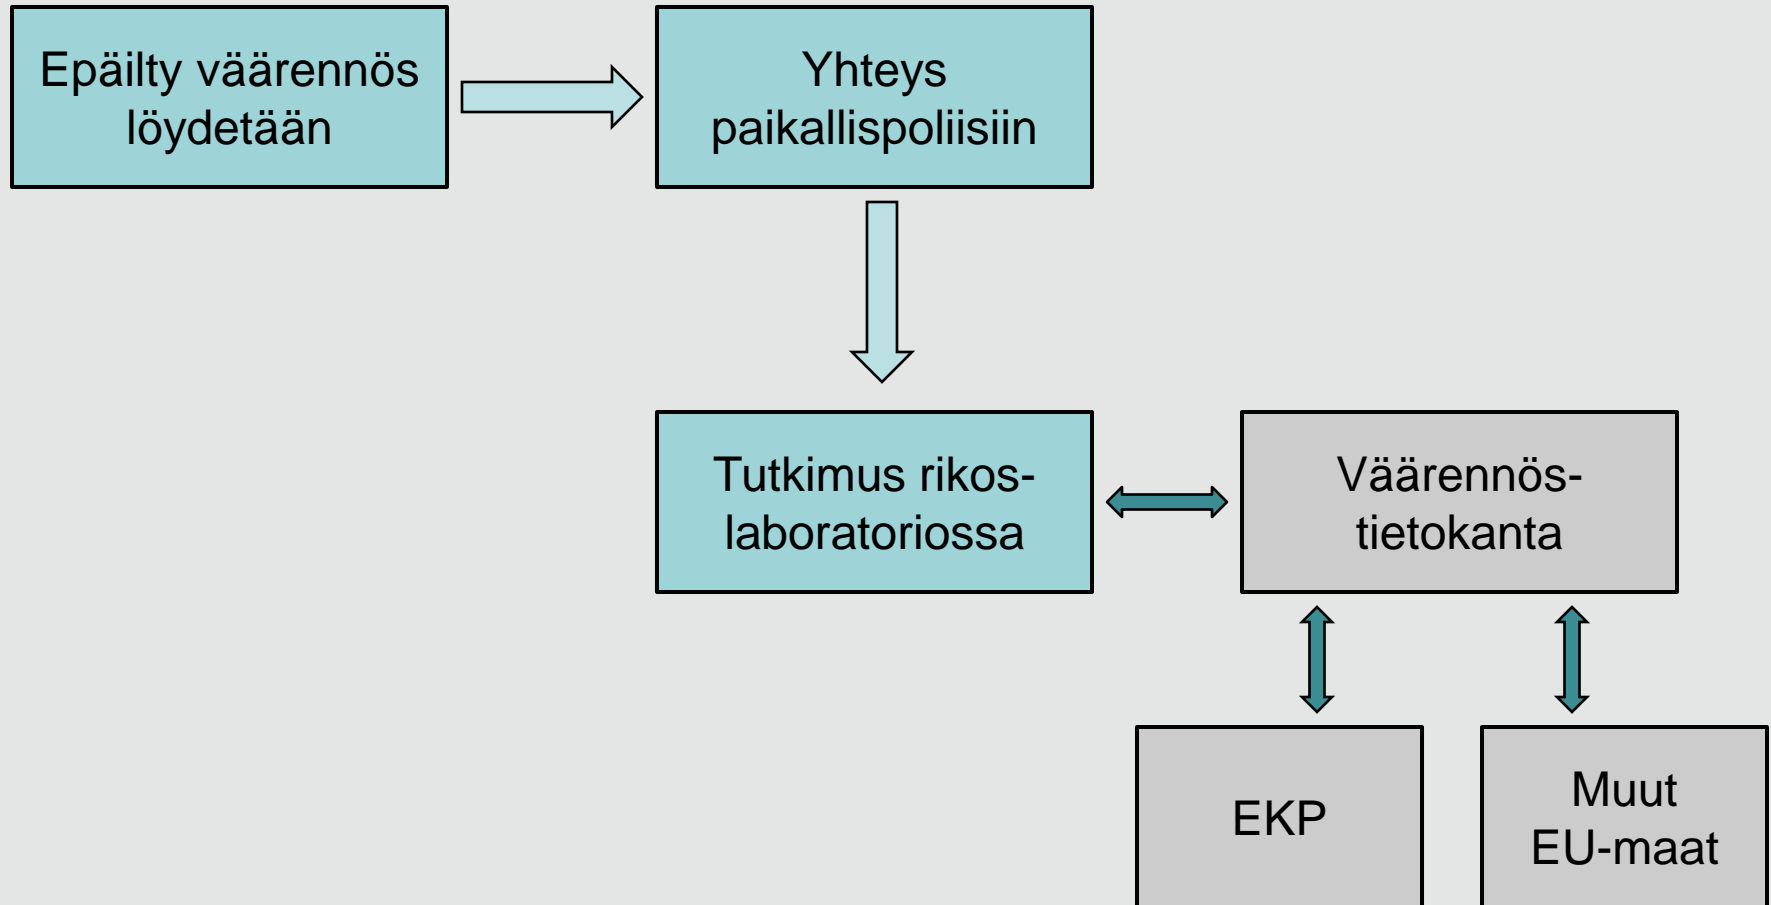 Epäilty väärennös
löydetään
Yhteys
paikallispoliisiin
Tutkimus rikos-
laboratoriossa
Väärennös-
tietokanta
EKP
Muut
EU-maat